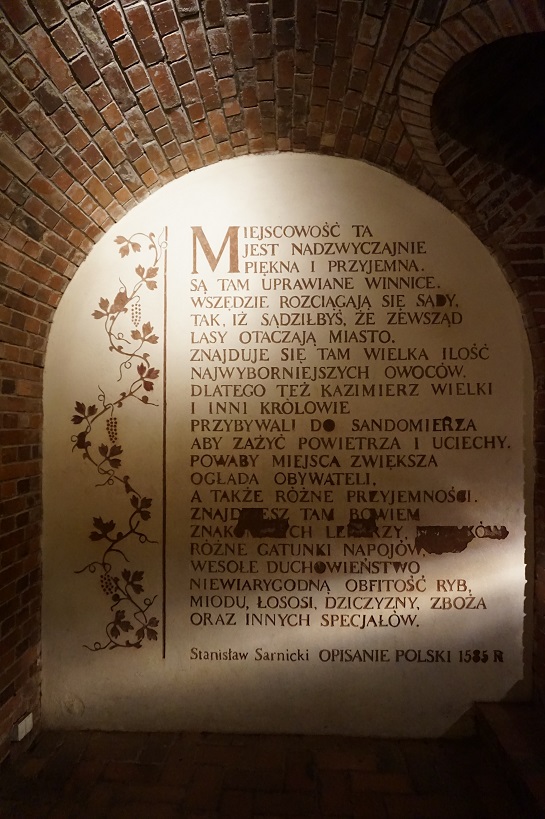 MIEJSCOWOŚĆ TA
JEST NADZWYCZAJNIE
PIĘKNA I PRZYJEMNA.
SĄ TAM UPRAWIANE WINNICE.
WSZĘDZIE ROZCIĄGAJĄ SIĘ SADY.
TAK, IŻ SĄDZIŁBYŚ, ŻE ZEWSZĄD
LASY OTACZAJĄ MIASTO.
ZNAJDUJE SIĘ TAM WIELKA ILOŚĆ
NAJWYBORNIEJSZYCH OWOCÓW.
DLATEGO TEŻ KAZIMIERZ WIELKI
I INNI KRÓLOWIE
PRZYBYWALI DO SANDOMIERZA
ABY ZAŻYĆ POWIETRZA I UCIECHY.
POWABY MIEJSCA ZWIĘKSZA
OGŁADA OBYWATELI,
A TAKŻE RÓŻNE PRZYJEMNOŚCI.
TAM BOWIEM
RÓŻNE GATUNKI NAPOJÓW
WESOŁE DUCHOWIEŃSTWO
NIEWIARYGODNĄ OBFITOŚĆ RYB,
MIODU, ŁOSOSI, DZICZYZNY, ZBOŻA
ORAZ INNYCH SPECJAŁÓW.
Stanisław Sarnicki OPISANIE POLSKI 1585 R